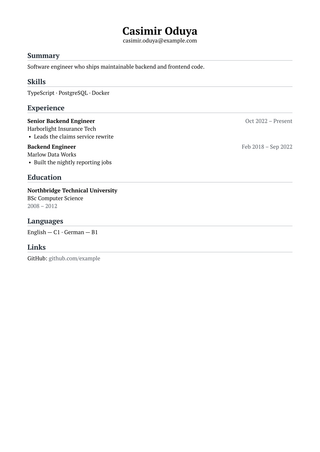 Casimir Oduya
casimir.oduya@example.com
Summary
Software engineer who ships maintainable backend and frontend code.
Skills
TypeScript · PostgreSQL · Docker
Experience
Senior Backend Engineer Oct 2022 – Present
Harborlight Insurance Tech
• Leads the claims service rewrite
Backend Engineer Feb 2018 – Sep 2022
Marlow Data Works
• Built the nightly reporting jobs
Education
Northbridge Technical University
BSc Computer Science
2008 – 2012
Languages
English — C1 · German — B1
Links
GitHub: github.com/example